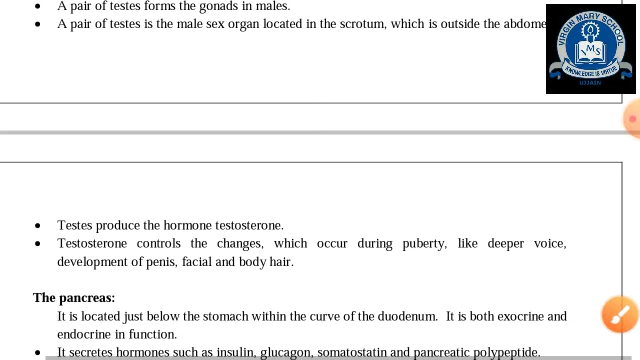 A pair of testes forms the gonads in males.
A pair of testes is the male sex organ located in the scrotum, which is outside the
VIRGIN MARY SCHOOL
VMS
KNOWLEDGE IS VIRTUE
UJJAIN
Testes produce the hormone testosterone.
Testosterone controls the changes, which occur during puberty, like deeper voice,
development of penis, facial and body hair.
The pancreas:
It is located just below the stomach within the curve of the duodenum. It is both exocrine and
endocrine in function.
It secretes hormones such as insulin, glucagon, somatostatin and pancreatic polypeptide.